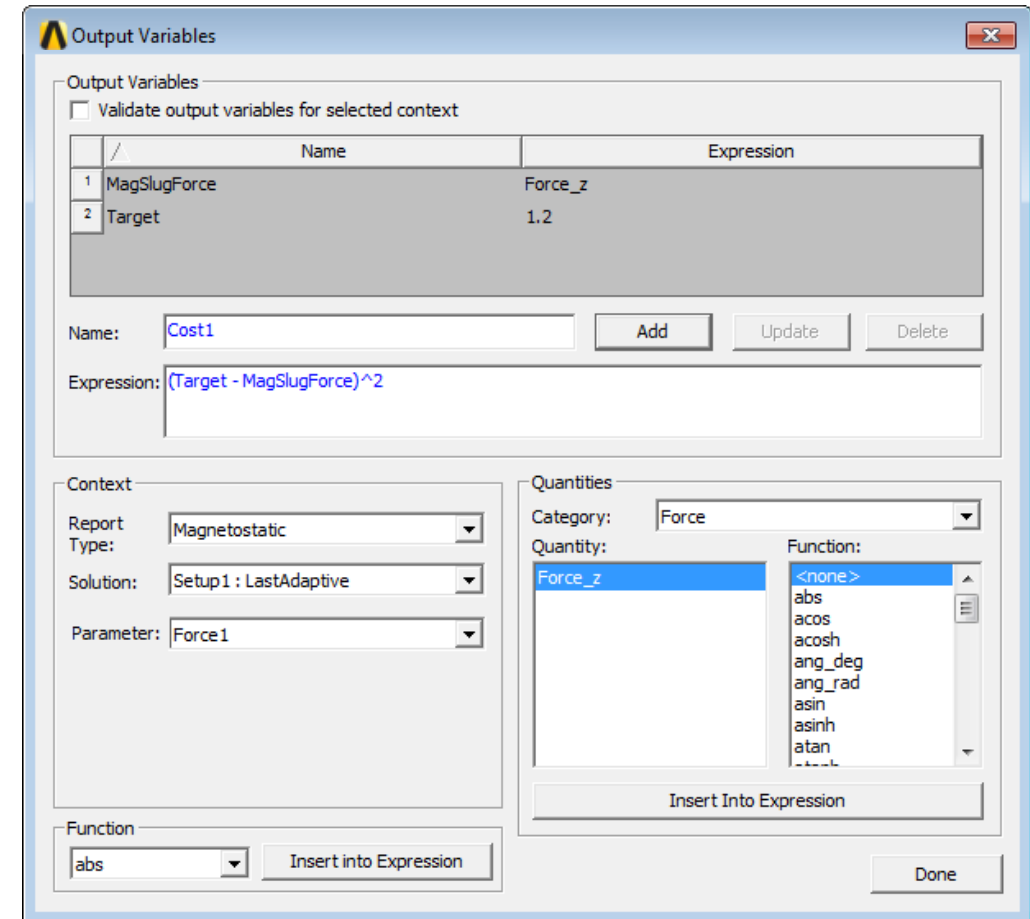 Output Variables
Output Variables
Validate output variables for selected context
Name Expression
1 MagSlugForce Force_z
2 Target 1.2
Name: Cost1 Add Update Delete
Expression: (Target - MagSlugForce)^2
Context
Report Type: Magnetostatic
Solution: Setup1 : LastAdaptive
Parameter: Force1
Quantities
Category: Force
Quantity: Function:
Force_z <none>
abs
acos
acosh
ang_deg
ang_rad
asin
asinh
atan
Insert Into Expression
Function
abs Insert into Expression
Done